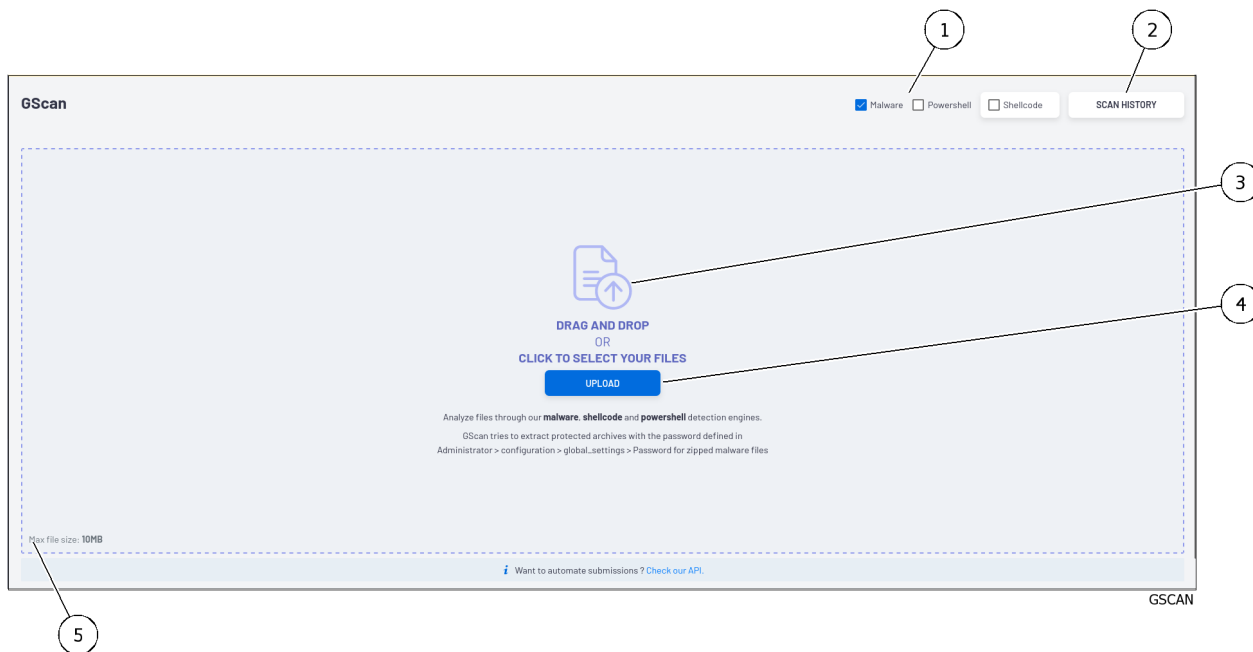 1
2
GScan
Malware
Powershell
Shellcode
SCAN HISTORY
3
4
DRAG AND DROP
OR
CLICK TO SELECT YOUR FILES
UPLOAD
Analyze files through our malware, shellcode and powershell detection engines.
GScan tries to extract protected archives with the password defined in
Administrator > configuration > global_settings > Password for zipped malware files
Max file size: 10MB
i Want to automate submissions ? Check our API.
GSCAN
5